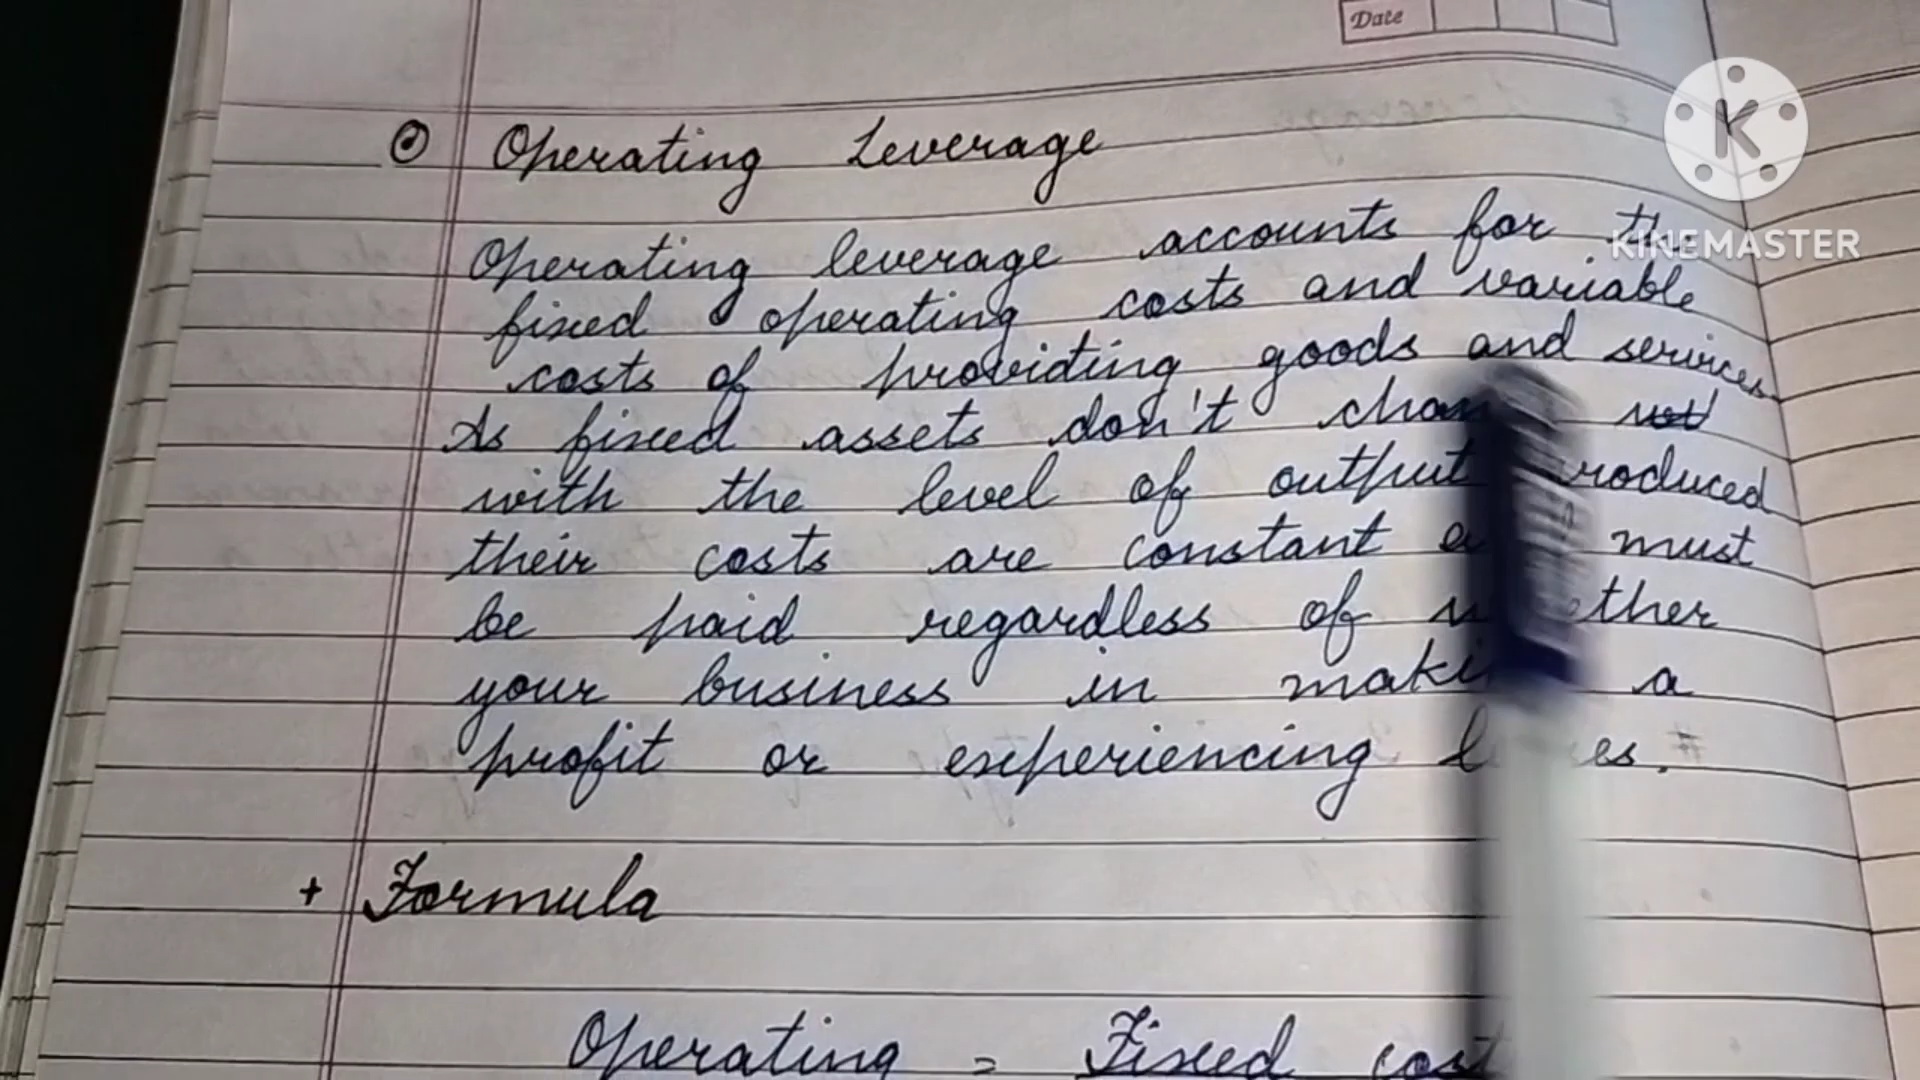 Date
K
KINEMASTER
Operating Leverage
Operating leverage accounts for the
fixed operating costs and variable
costs of providing goods and services.
As fixed assets don't
with the level of output
their costs are constant must
be paid regardless of
your business in a
profit or experiencing
+ Formula
Operating = Fixed